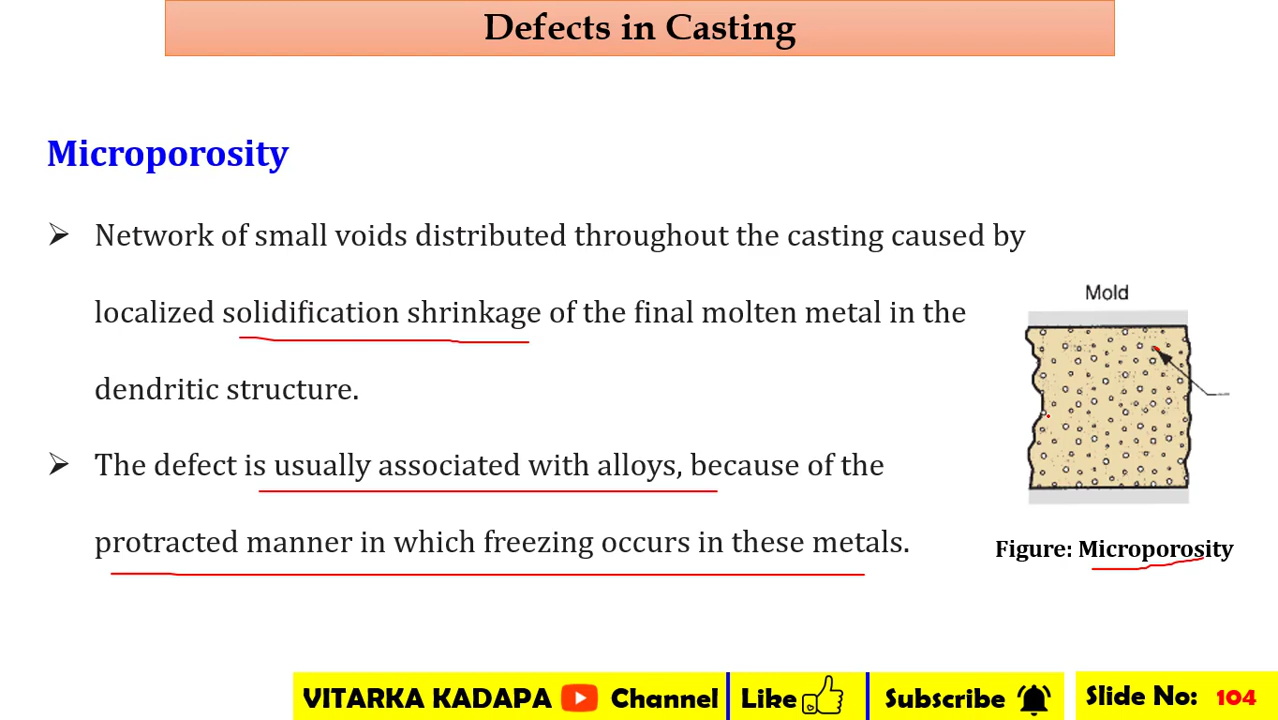 Defects in Casting
Microporosity
Network of small voids distributed throughout the casting caused by
localized solidification shrinkage of the final molten metal in the
dendritic structure.
The defect is usually associated with alloys, because of the
protracted manner in which freezing occurs in these metals.
Mold
Figure: Microporosity
VITARKA KADAPA Channel Like Subscribe Slide No: 104